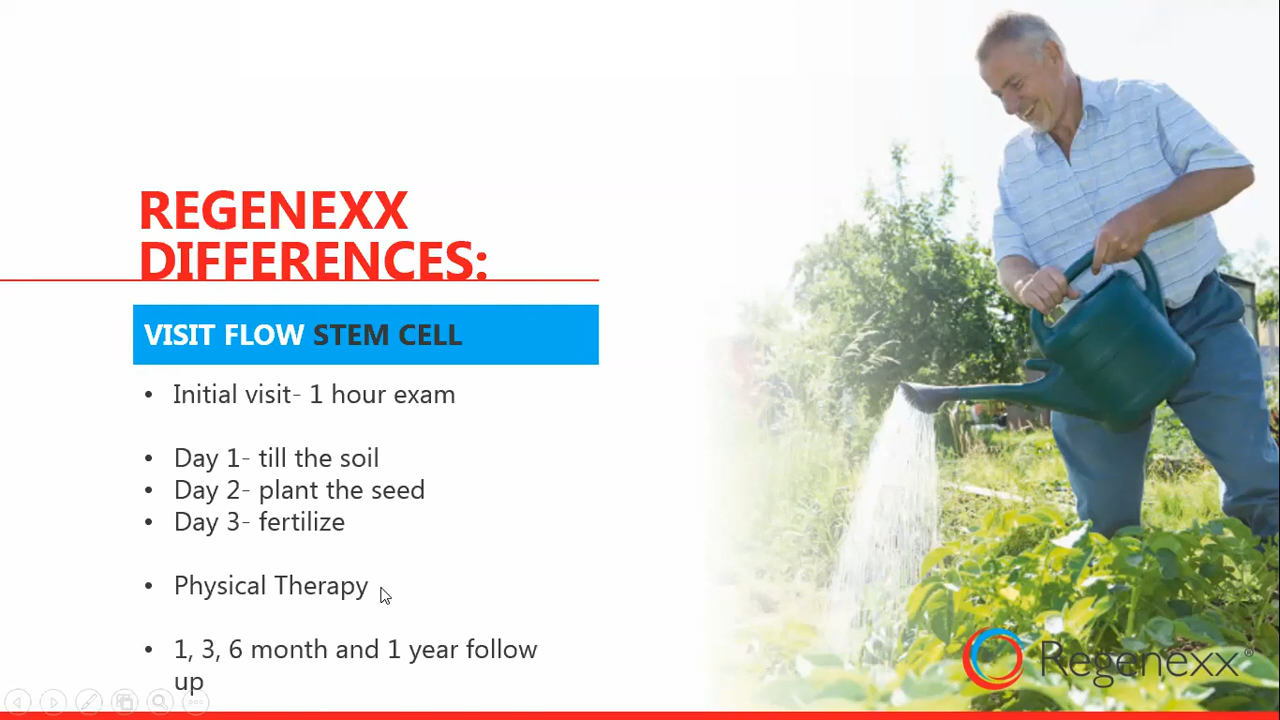 REGENEXX
DIFFERENCES:
VISIT FLOW STEM CELL
• Initial visit- 1 hour exam
• Day 1- till the soil
• Day 2- plant the seed
• Day 3- fertilize
• Physical Therapy
• 1, 3, 6 month and 1 year follow
up
Regenexx®